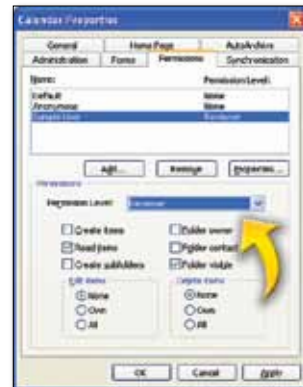 Calendar Properties
General Home Page AutoArchive
Administration Forms Permissions Synchronization
Name: Permission Level:
Default None
Anonymous None
Sample User Reviewer
Add... Remove Properties...
Permissions
Permission Level: Reviewer
Create items Folder owner
Read items Folder contact
Create subfolders Folder visible
Edit items Delete items
None None
Own Own
All All
OK Cancel Apply